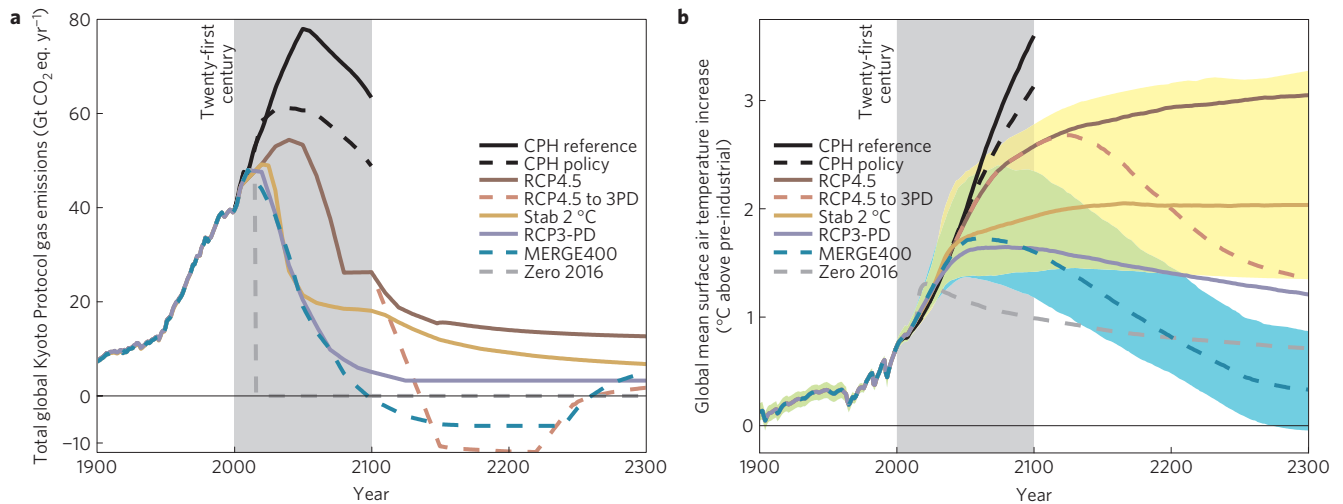 a
Total global Kyoto Protocol gas emissions (Gt CO₂ eq. yr⁻¹)
80
60
40
20
0
−10
Twenty-first
century
CPH reference
CPH policy
RCP4.5
RCP4.5 to 3PD
Stab 2 °C
RCP3-PD
MERGE400
Zero 2016
1900
2000
2100
2200
2300
Year
b
Global mean surface air temperature increase
(°C above pre-industrial)
3
2
1
0
Twenty-first
century
CPH reference
CPH policy
RCP4.5
RCP4.5 to 3PD
Stab 2 °C
RCP3-PD
MERGE400
Zero 2016
1900
2000
2100
2200
2300
Year